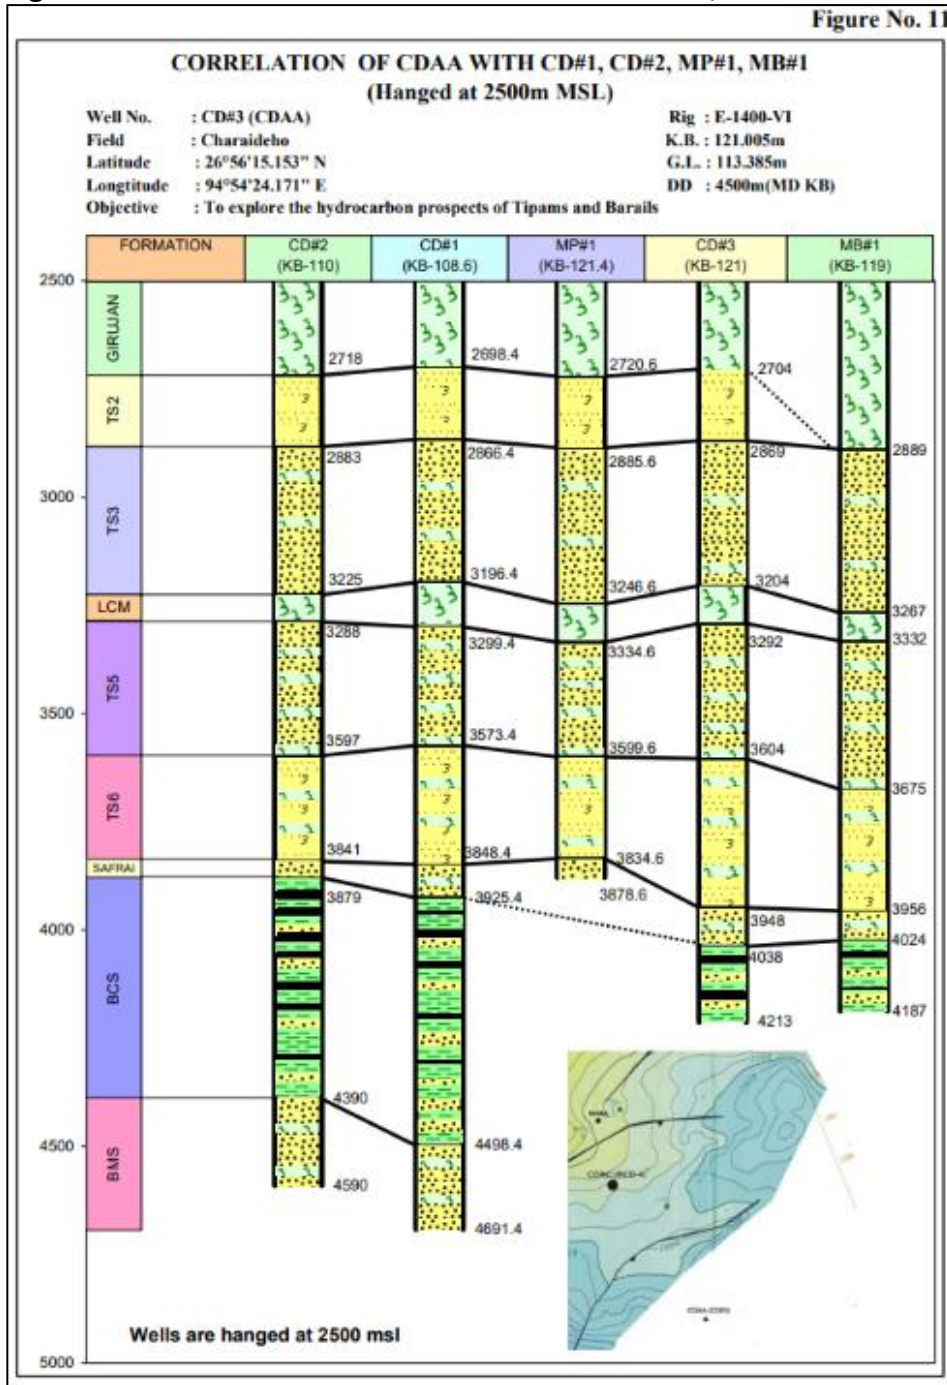 Figure No. 11
CORRELATION OF CDAA WITH CD#1, CD#2, MP#1, MB#1
(Hanged at 2500m MSL)
Well No. : CD#3 (CDAA) Rig : E-1400-VI
Field : Charaideho K.B. : 121.005m
Latitude : 26°56'15.153" N G.L. : 113.385m
Longtitude : 94°54'24.171" E DD : 4500m(MD KB)
Objective : To explore the hydrocarbon prospects of Tipams and Barails
FORMATION CD#2 CD#1 MP#1 CD#3 MB#1
(KB-110) (KB-108.6) (KB-121.4) (KB-121) (KB-119)
2500
GIRUJAN
2718 2698.4 2720.6 2704
TS2
2883 2866.4 2885.6 2869 2889
3000
TS3
3225 3196.4 3246.6 3204 3267
LCM
3288 3299.4 3334.6 3292 3332
TS5
3500
3597 3573.4 3599.6 3604 3675
TS6
3841 3848.4 3834.6 3948 3956
SAFRAI
3879 3925.4 3878.6 4038 4024
4000
BCS
4213 4187
4390 4498.4
4500
BMS
4590 4691.4
Wells are hanged at 2500 msl
5000